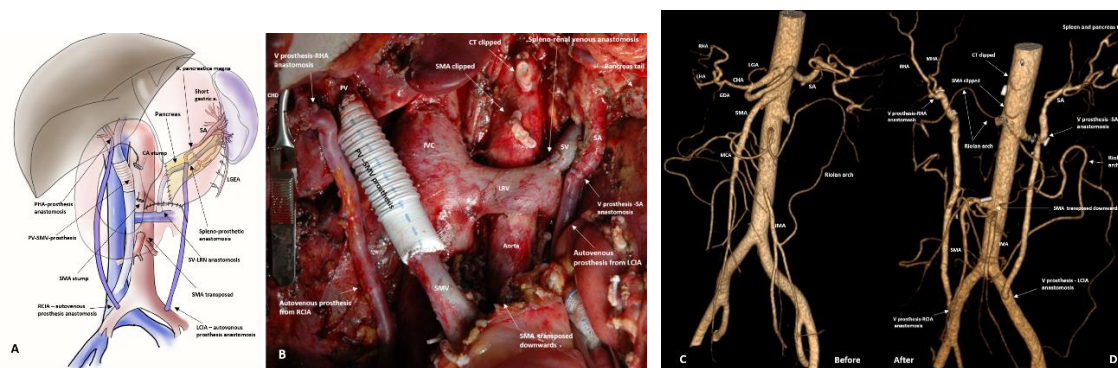 A. pancreatica magna
Short
gastric a.
Pancreas
SA
CA stump
LGEA
PHA-prosthesis
anastomosis
Spleno-prosthetic
anastomosis
PV-SMV-prosthesis
SV-LRN anastomosis
SMA stump
SMA transposed
RCIA – autovenous
prosthesis anastomosis
LCIA – autovenous
prosthesis anastomosis
A
V prosthesis-RHA
anastomosis
CT clipped
Spleno-renal venous anastomosis
SMA clipped
Pancreas tail
CHD
PV
SA
IVC
SV
PV-SMV prosthesis
LRV
V prosthesis -SA
anastomosis
Aorta
Autovenous
prosthesis from LCIA
SMV
Autovenous prosthesis
from RCIA
SMA transposed
downwards
B
RHA
LGA
LHA
CHA
SA
GDA
SMA
MCA
Riolan arch
IMA
C
Before
Spleen and pancreas
CT clipped
RHA
MHA
SMA clipped
SA
V prosthesis-RHA
anastomosis
V prosthesis -SA
anastomosis
Riolan arch
SMA transposed downwards
SMA
IMA
V prosthesis - LCIA
anastomosis
V prosthesis-RCIA
anastomosis
After
D